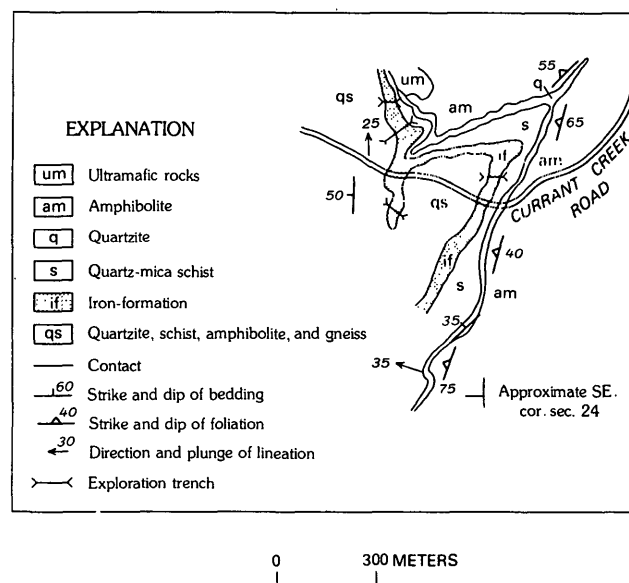 EXPLANATION
um Ultramafic rocks
am Amphibolite
q Quartzite
s Quartz-mica schist
if Iron-formation
qs Quartzite, schist, amphibolite, and gneiss
Contact
60 Strike and dip of bedding
40 Strike and dip of foliation
30 Direction and plunge of lineation
Exploration trench
um
55
qs
am
q
25
s
65
if
am
50
qs
CURRANT CREEK
ROAD
if
40
s
am
35
35
75
Approximate SE.
cor. sec. 24
0 300 METERS